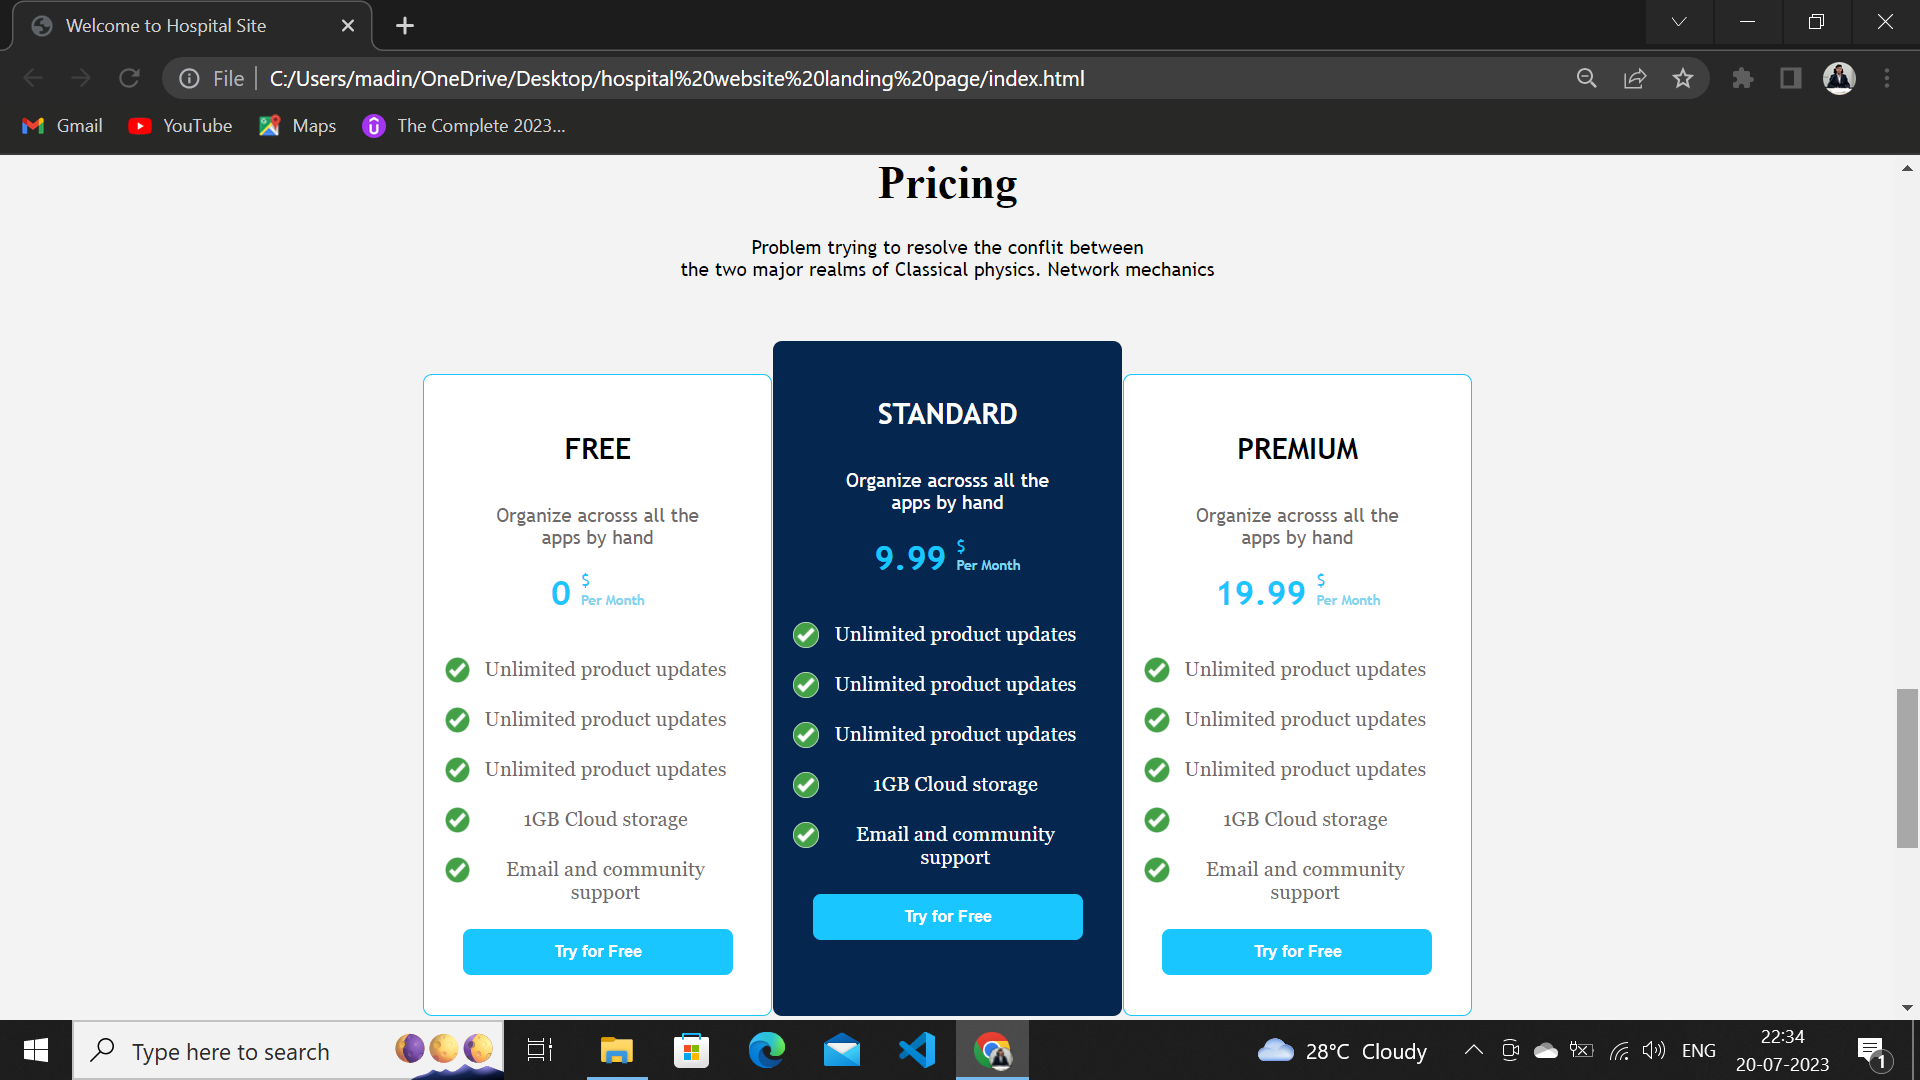 Welcome to Hospital Site
File
C:/Users/madin/OneDrive/Desktop/hospital%20website%20landing%20page/index.html
Gmail
YouTube
Maps
The Complete 2023...
Pricing
Problem trying to resolve the conflit between
the two major realms of Classical physics. Network mechanics
FREE
Organize acrosss all the
apps by hand
0 $
Per Month
Unlimited product updates
Unlimited product updates
Unlimited product updates
1GB Cloud storage
Email and community
support
Try for Free
STANDARD
Organize acrosss all the
apps by hand
9.99 $
Per Month
Unlimited product updates
Unlimited product updates
Unlimited product updates
1GB Cloud storage
Email and community
support
Try for Free
PREMIUM
Organize acrosss all the
apps by hand
19.99 $
Per Month
Unlimited product updates
Unlimited product updates
Unlimited product updates
1GB Cloud storage
Email and community
support
Try for Free
Type here to search
28°C Cloudy
ENG
22:34
20-07-2023
1